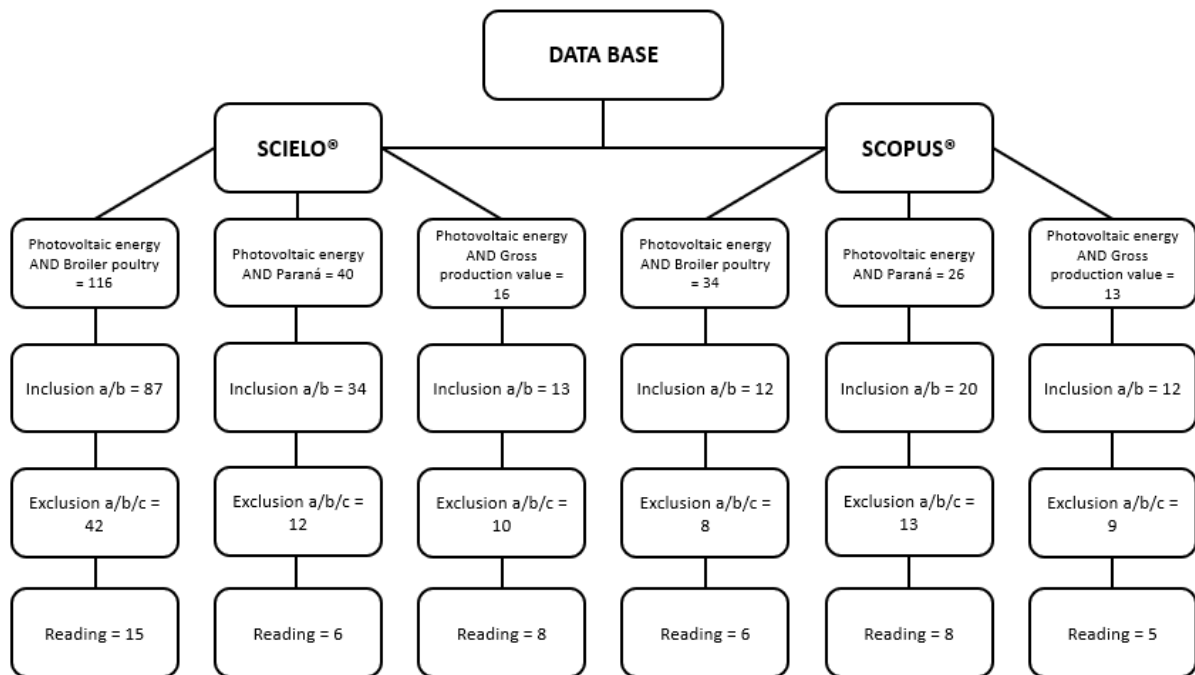 DATA BASE
SCIELO®
SCOPUS®
Photovoltaic energy
AND Broiler poultry
= 116
Photovoltaic energy
AND Paraná = 40
Photovoltaic energy
AND Gross
production value =
16
Photovoltaic energy
AND Broiler poultry
= 34
Photovoltaic energy
AND Paraná = 26
Photovoltaic energy
AND Gross
production value =
13
Inclusion a/b = 87
Inclusion a/b = 34
Inclusion a/b = 13
Inclusion a/b = 12
Inclusion a/b = 20
Inclusion a/b = 12
Exclusion a/b/c =
42
Exclusion a/b/c =
12
Exclusion a/b/c =
10
Exclusion a/b/c =
8
Exclusion a/b/c =
13
Exclusion a/b/c =
9
Reading = 15
Reading = 6
Reading = 8
Reading = 6
Reading = 8
Reading = 5